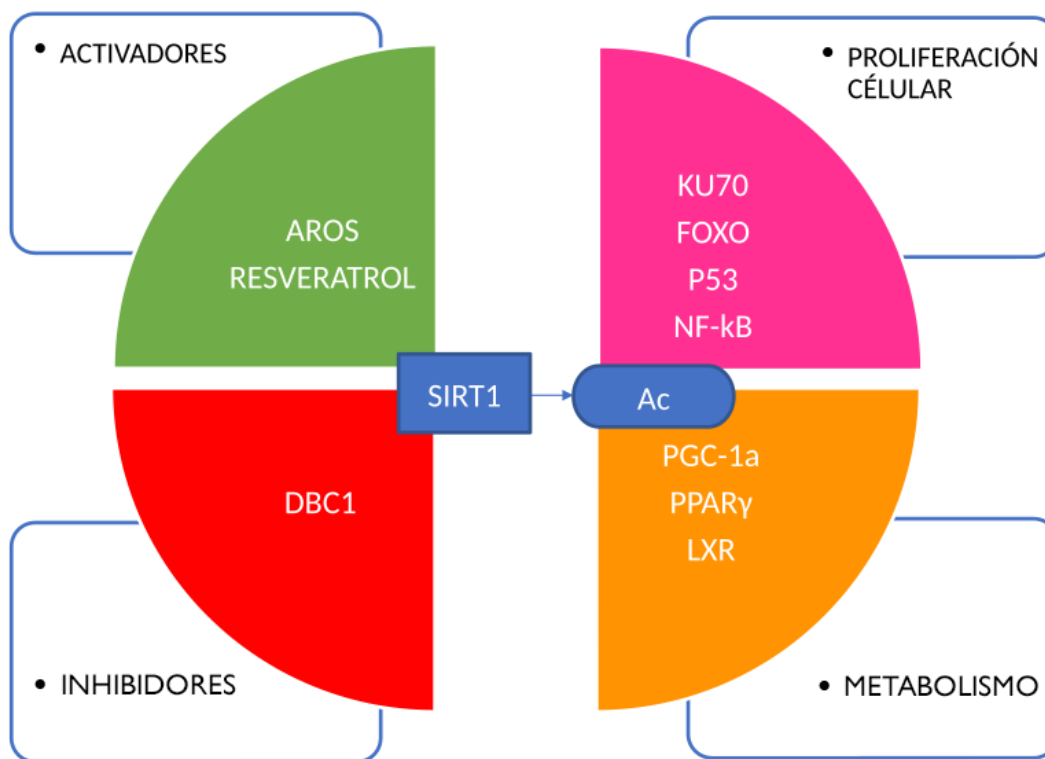 • ACTIVADORES
AROS
RESVERATROL
• PROLIFERACIÓN
CÉLULAR
KU70
FOXO
P53
NF-kB
SIRT1
Ac
DBC1
• INHIBIDORES
PGC-1a
PPARγ
LXR
• METABOLISMO